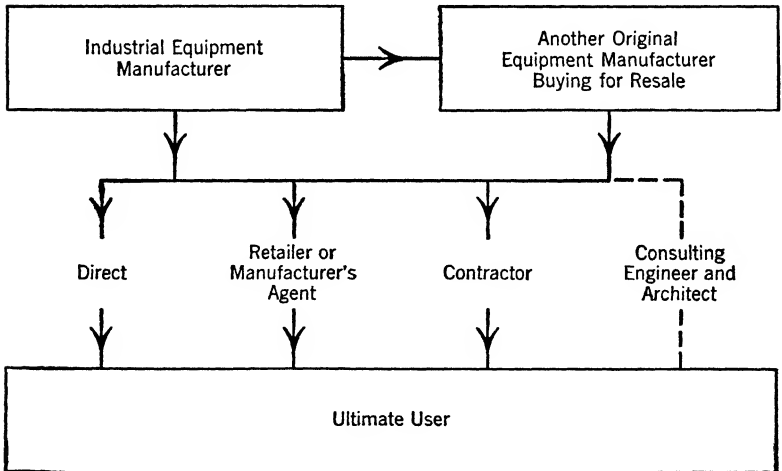 Industrial Equipment
Manufacturer
Another Original
Equipment Manufacturer
Buying for Resale
Direct
Retailer or
Manufacturer's
Agent
Contractor
Consulting
Engineer and
Architect
Ultimate User